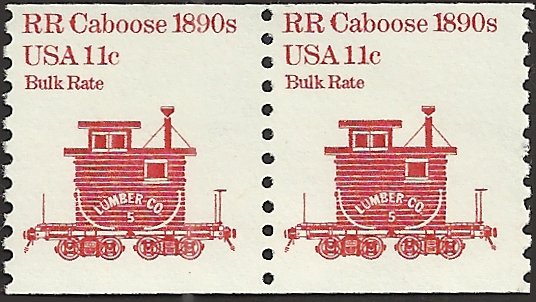 RR Caboose 1890s
USA 11c
Bulk Rate
LUMBER CO.
5
RR Caboose 1890s
USA 11c
Bulk Rate
LUMBER CO.
5